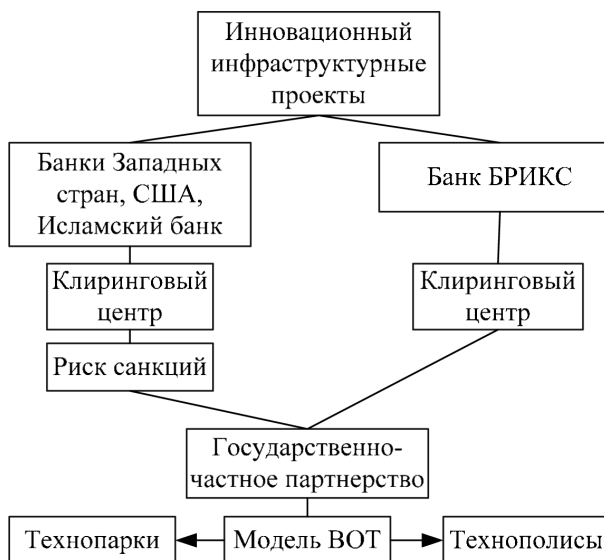 Инновационный
инфраструктурные
проекты
Банки Западных
стран, США,
Исламский банк
Банк БРИКС
Клиринговый
центр
Клиринговый
центр
Риск санкций
Государственно-
частное партнерство
Технопарки
Модель BOT
Технополисы